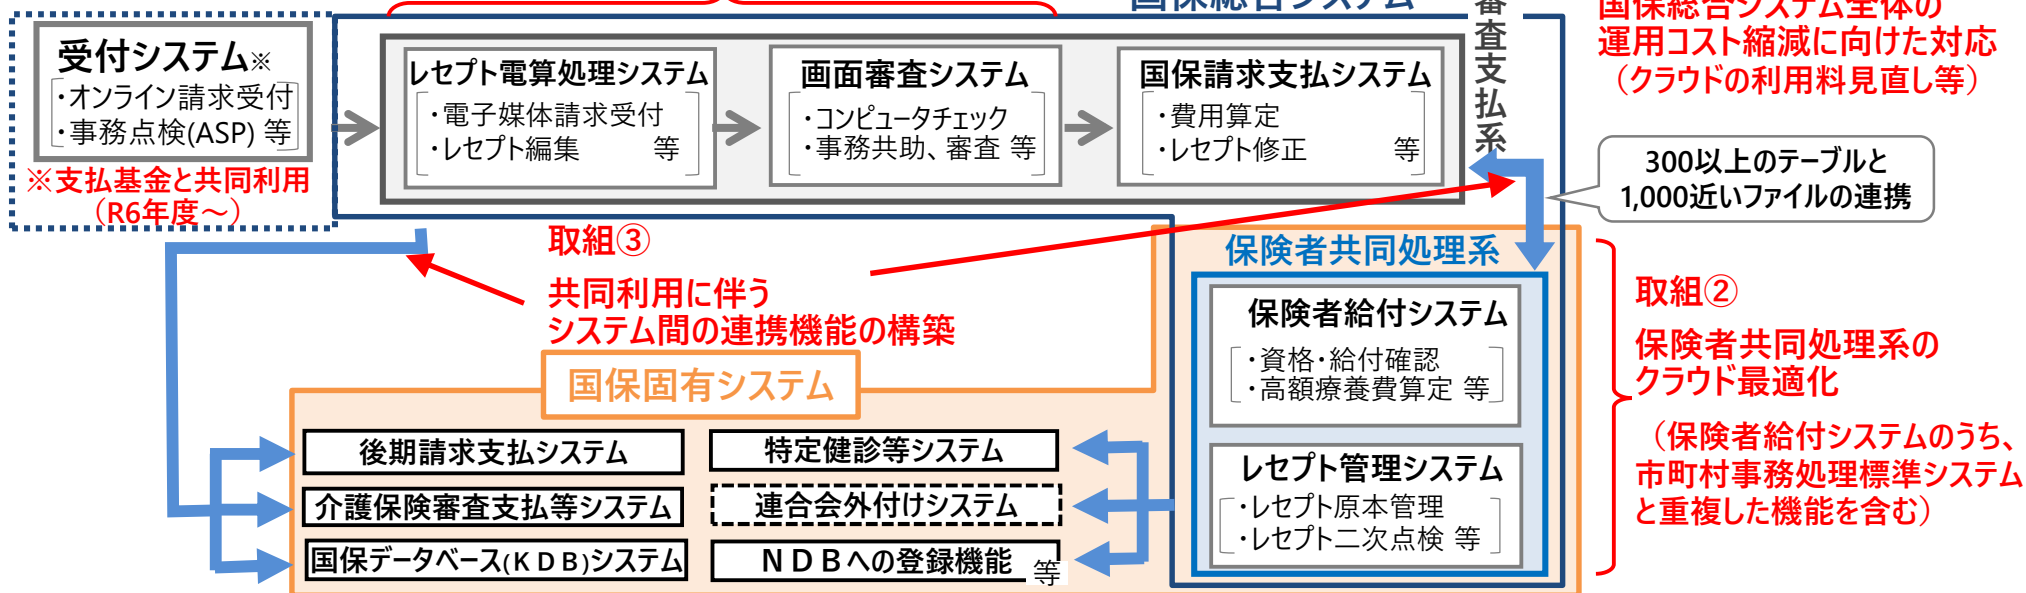 国保総合システム
審査支払系
国保総合システム全体の
運用コスト縮減に向けた対応
（クラウドの利用料見直し等）
受付システム※
・オンライン請求受付
・事務点検(ASP) 等
※支払基金と共同利用
（R6年度～）
レセプト電算処理システム
・電子媒体請求受付
・レセプト編集 等
画面審査システム
・コンピュータチェック
・事務共助、審査 等
国保請求支払システム
・費用算定
・レセプト修正 等
300以上のテーブルと
1,000近いファイルの連携
取組③
共同利用に伴う
システム間の連携機能の構築
保険者共同処理系
保険者給付システム
・資格・給付確認
・高額療養費算定 等
レセプト管理システム
・レセプト原本管理
・レセプト二次点検 等
取組②
保険者共同処理系の
クラウド最適化
（保険者給付システムのうち、
市町村事務処理標準システム
と重複した機能を含む）
国保固有システム
後期請求支払システム
介護保険審査支払等システム
国保データベース(ＫＤＢ)システム
特定健診等システム
連合会外付けシステム
ＮＤＢへの登録機能 等